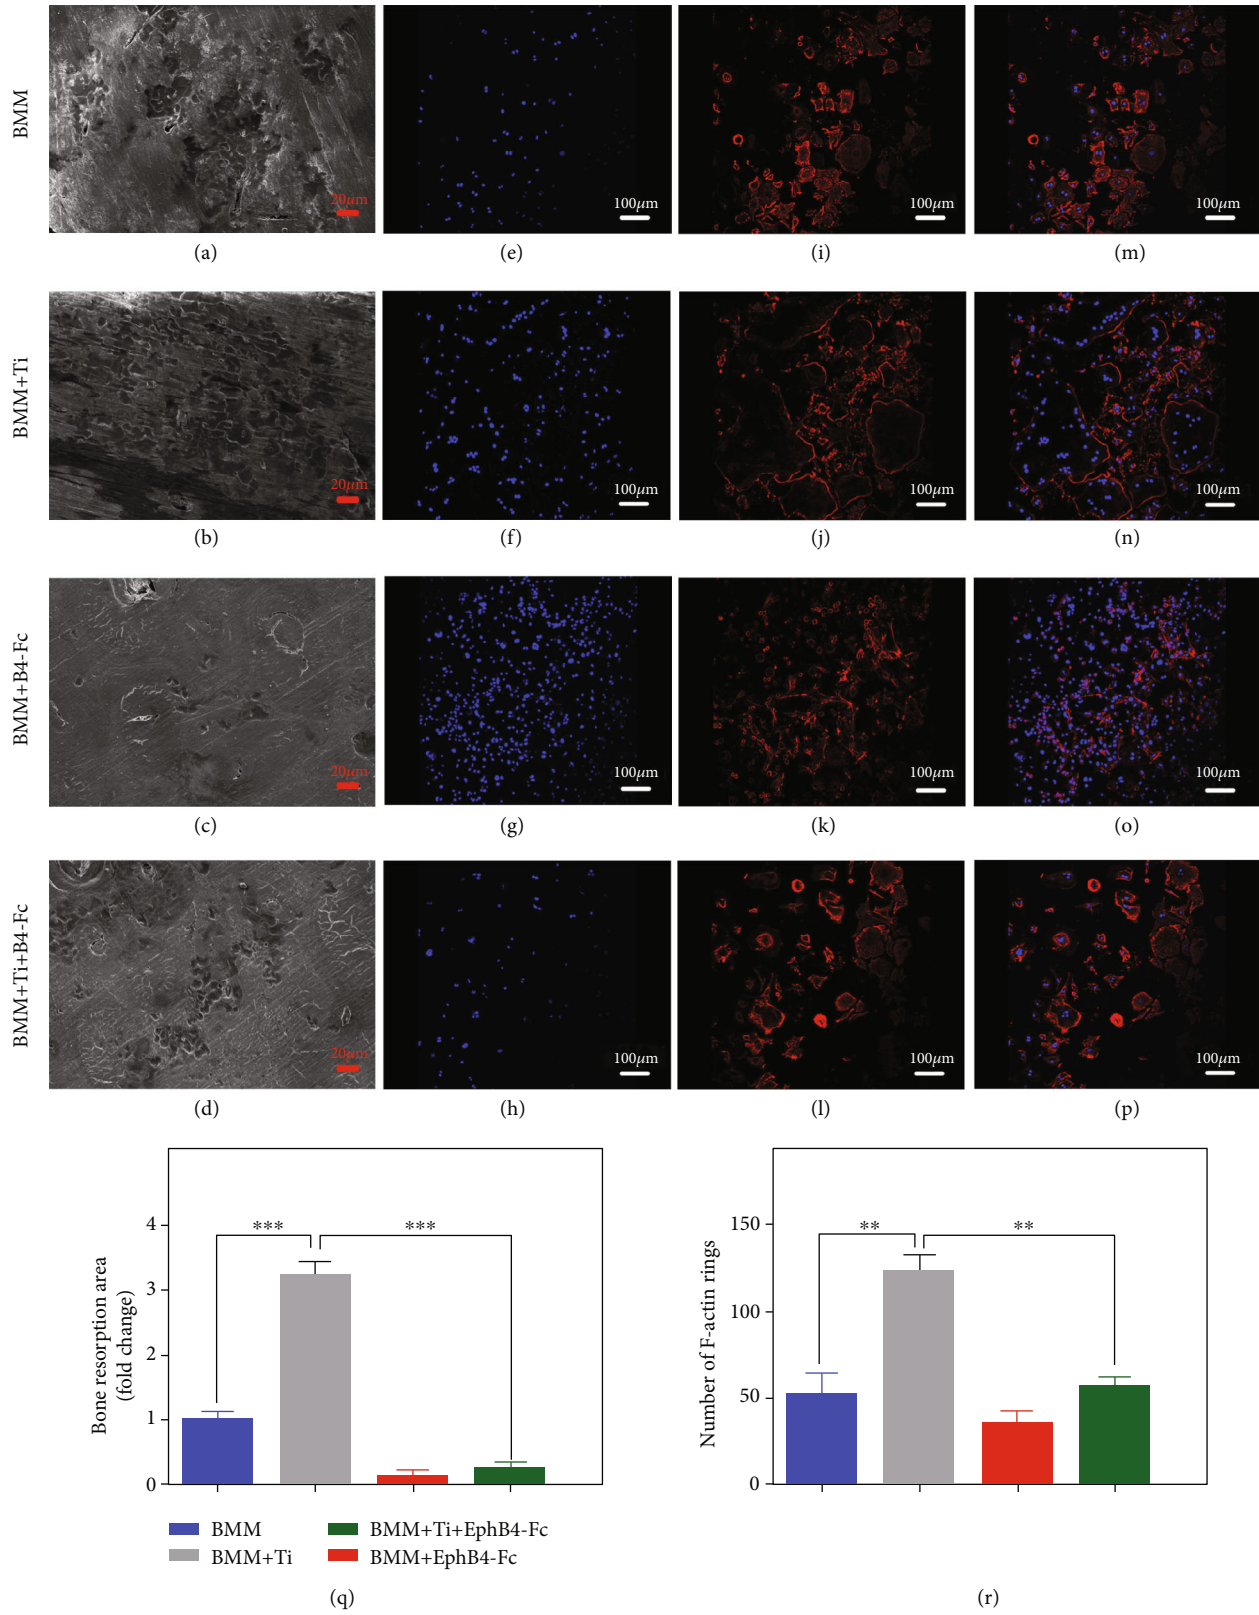 BMM
20μm
100μm
100μm
100μm
(a)
(e)
(i)
(m)
BMM+Ti
20μm
100μm
100μm
100μm
(b)
(f)
(j)
(n)
BMM+B4-Fc
20μm
100μm
100μm
100μm
(c)
(g)
(k)
(o)
BMM+Ti+B4-Fc
20μm
100μm
100μm
100μm
(d)
(h)
(l)
(p)
Bone resorption area
(fold change)
4
3
2
1
0
***
***
BMM
BMM+Ti
BMM+Ti+EphB4-Fc
BMM+EphB4-Fc
(q)
Number of F-actin rings
150
100
50
0
**
**
(r)